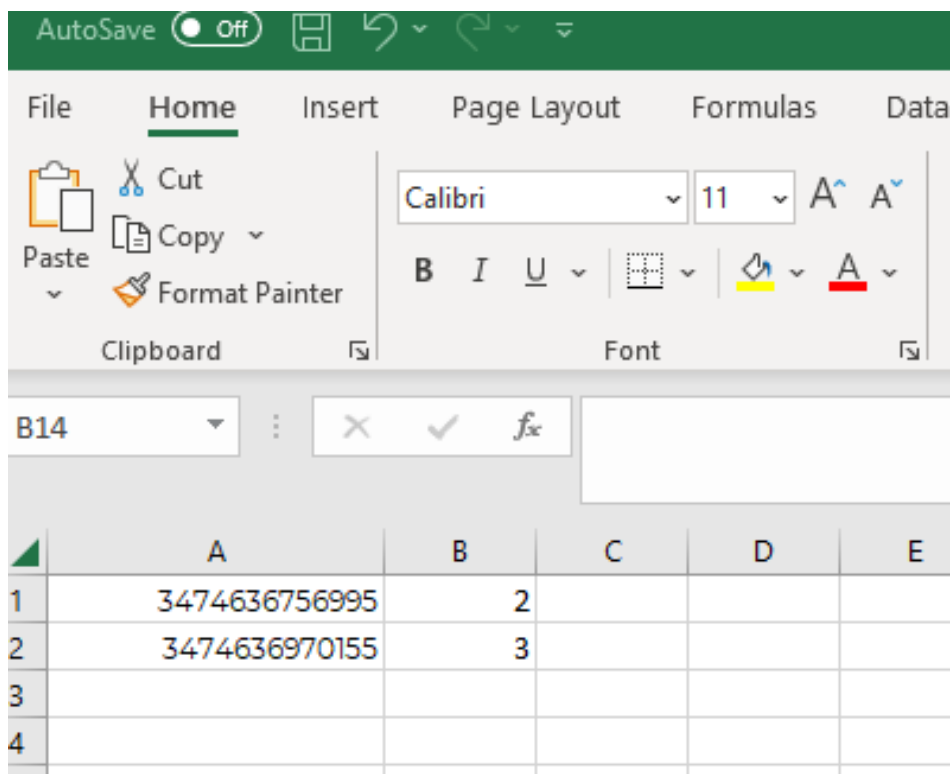 AutoSave Off
File Home Insert Page Layout Formulas Data
Cut
Copy
Paste
Format Painter
Clipboard
Calibri 11 A A
B I U A
Font
B14 fx
A B C D E
1 3474636756995 2
2 3474636970155 3
3
4